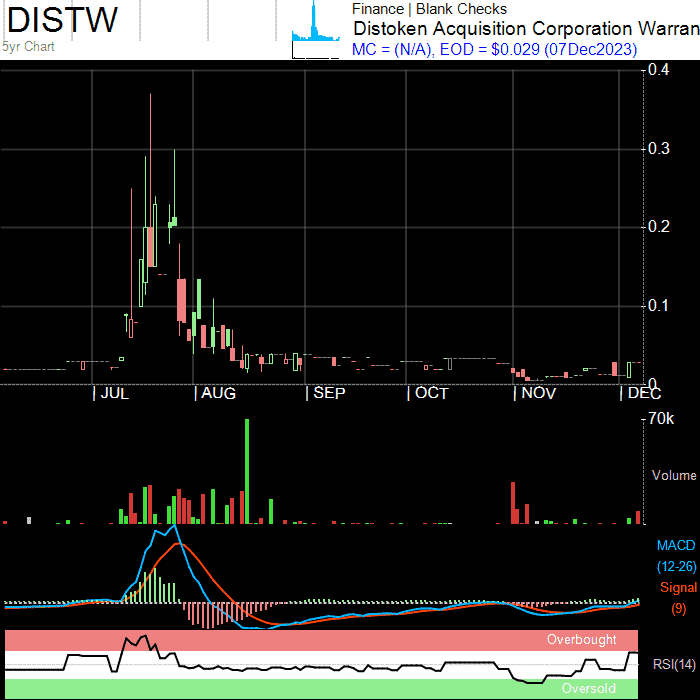 DISTW
5yr Chart
Finance | Blank Checks
Distoken Acquisition Corporation Warran
MC = (N/A), EOD = $0.029 (07Dec2023)
0.4
0.3
0.2
0.1
0
| JUL | AUG | SEP | OCT | NOV | DEC
70k
Volume
MACD
(12-26)
Signal
(9)
Overbought
RSI(14)
Oversold